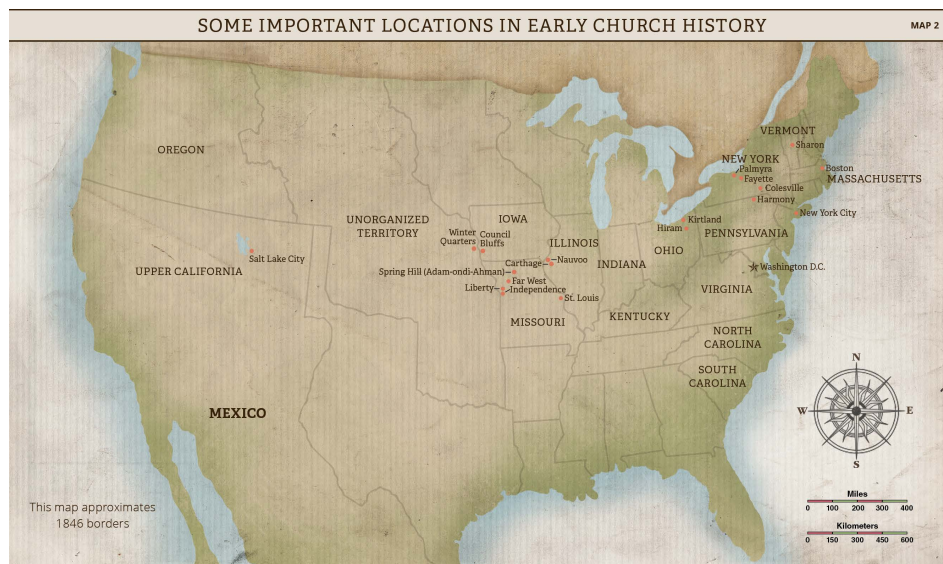 SOME IMPORTANT LOCATIONS IN EARLY CHURCH HISTORY
MAP 2
VERMONT
Sharon
OREGON
NEW YORK
Palmyra
Boston
Fayette
MASSACHUSETTS
Colesville
Harmony
New York City
UNORGANIZED
TERRITORY
IOWA
Kirtland
Hiram
PENNSYLVANIA
Winter
Quarters
Council
Bluffs
ILLINOIS
OHIO
Salt Lake City
Nauvoo
Carthage
INDIANA
Washington D.C.
UPPER CALIFORNIA
Spring Hill (Adam-ondi-Ahman)
Far West
Liberty
Independence
VIRGINIA
St. Louis
KENTUCKY
MISSOURI
NORTH
CAROLINA
SOUTH
CAROLINA
MEXICO
N
W
E
S
This map approximates
1846 borders
Miles
0 100 200 300 400
Kilometers
0 150 300 450 600